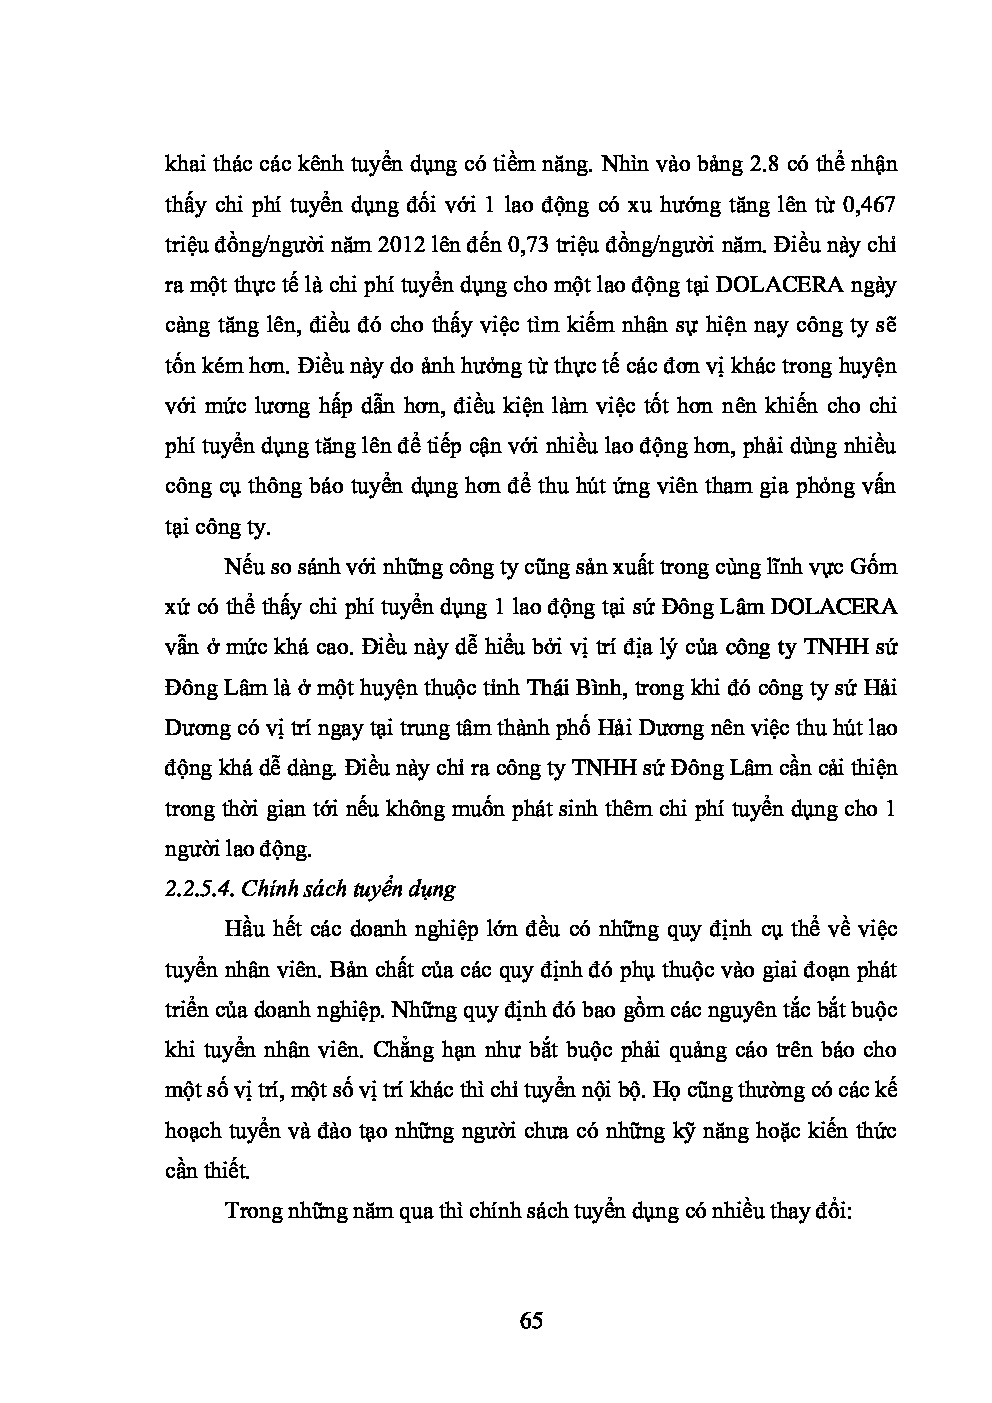 khai thác các kênh tuyển dụng có tiềm năng. Nhìn vào bảng 2.8 có thể nhận
thấy chi phí tuyển dụng đối với 1 lao động có xu hướng tăng lên từ 0,467
triệu đồng/người năm 2012 lên đến 0,73 triệu đồng/người năm. Điều này chỉ
ra một thực tế là chi phí tuyển dụng cho một lao động tại DOLACERA ngày
càng tăng lên, điều đó cho thấy việc tìm kiếm nhân sự hiện nay công ty sẽ
tốn kém hơn. Điều này do ảnh hưởng từ thực tế các đơn vị khác trong huyện
với mức lương hấp dẫn hơn, điều kiện làm việc tốt hơn nên khiến cho chi
phí tuyển dụng tăng lên để tiếp cận với nhiều lao động hơn, phải dùng nhiều
công cụ thông báo tuyển dụng hơn để thu hút ứng viên tham gia phỏng vấn
tại công ty.
Nếu so sánh với những công ty cũng sản xuất trong cùng lĩnh vực Gốm
xứ có thể thấy chi phí tuyển dụng 1 lao động tại sứ Đông Lâm DOLACERA
vẫn ở mức khá cao. Điều này dễ hiểu bởi vị trí địa lý của công ty TNHH sứ
Đông Lâm là ở một huyện thuộc tỉnh Thái Bình, trong khi đó công ty sứ Hải
Dương có vị trí ngay tại trung tâm thành phố Hải Dương nên việc thu hút lao
động khá dễ dàng. Điều này chỉ ra công ty TNHH sứ Đông Lâm cần cải thiện
trong thời gian tới nếu không muốn phát sinh thêm chi phí tuyển dụng cho 1
người lao động.
2.2.5.4. Chính sách tuyển dụng
Hầu hết các doanh nghiệp lớn đều có những quy định cụ thể về việc
tuyển nhân viên. Bản chất của các quy định đó phụ thuộc vào giai đoạn phát
triển của doanh nghiệp. Những quy định đó bao gồm các nguyên tắc bắt buộc
khi tuyển nhân viên. Chẳng hạn như bắt buộc phải quảng cáo trên báo cho
một số vị trí, một số vị trí khác thì chỉ tuyển nội bộ. Họ cũng thường có các kế
hoạch tuyển và đào tạo những người chưa có những kỹ năng hoặc kiến thức
cần thiết.
Trong những năm qua thì chính sách tuyển dụng có nhiều thay đổi:
65